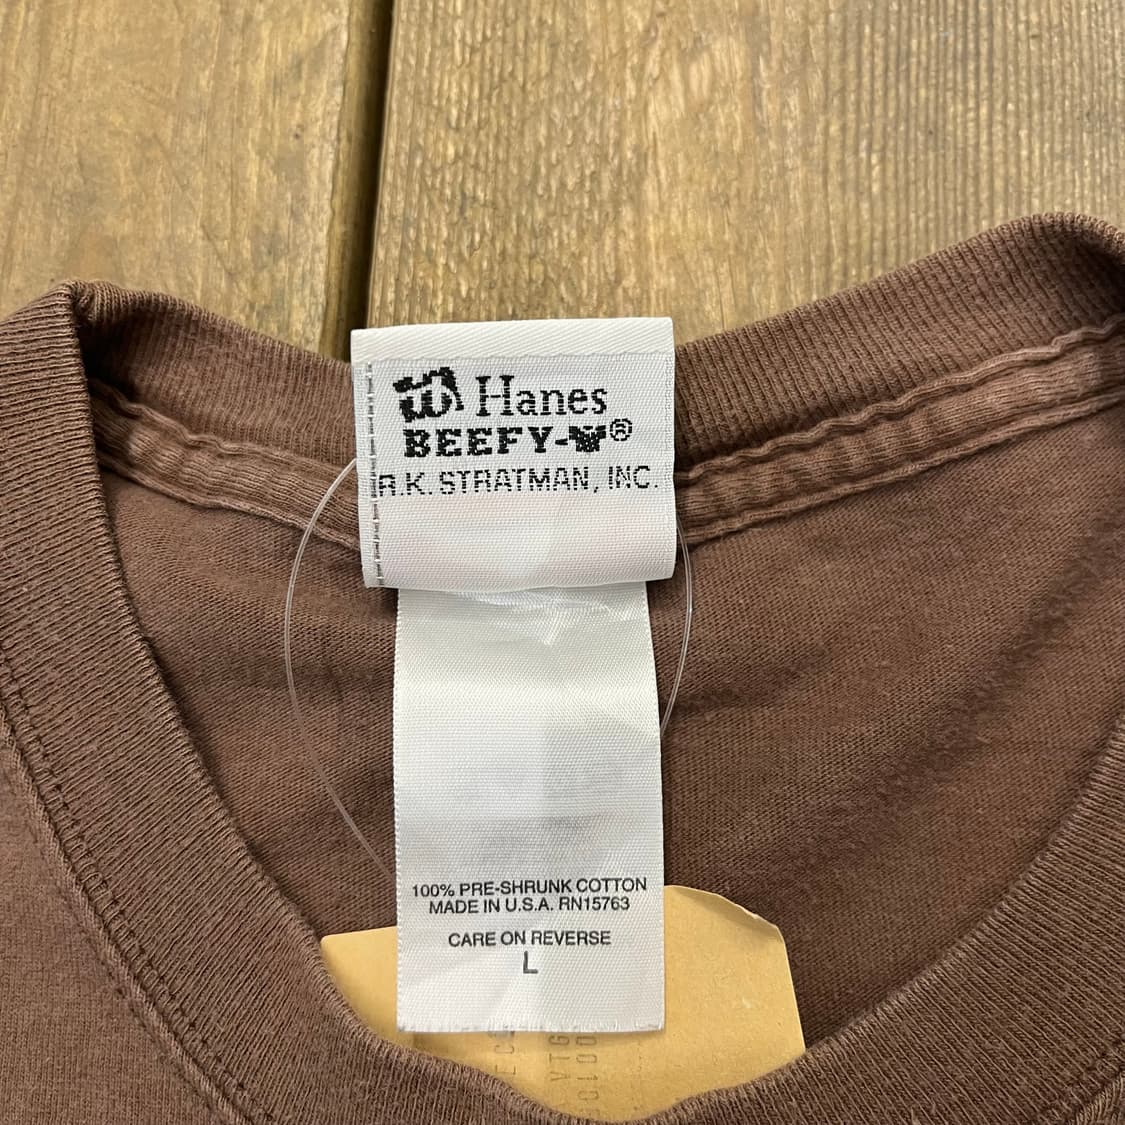 Hanes
BEEFY-T®
R.K. STRATMAN, INC.
100% PRE-SHRUNK COTTON
MADE IN U.S.A. RN15763
CARE ON REVERSE
L